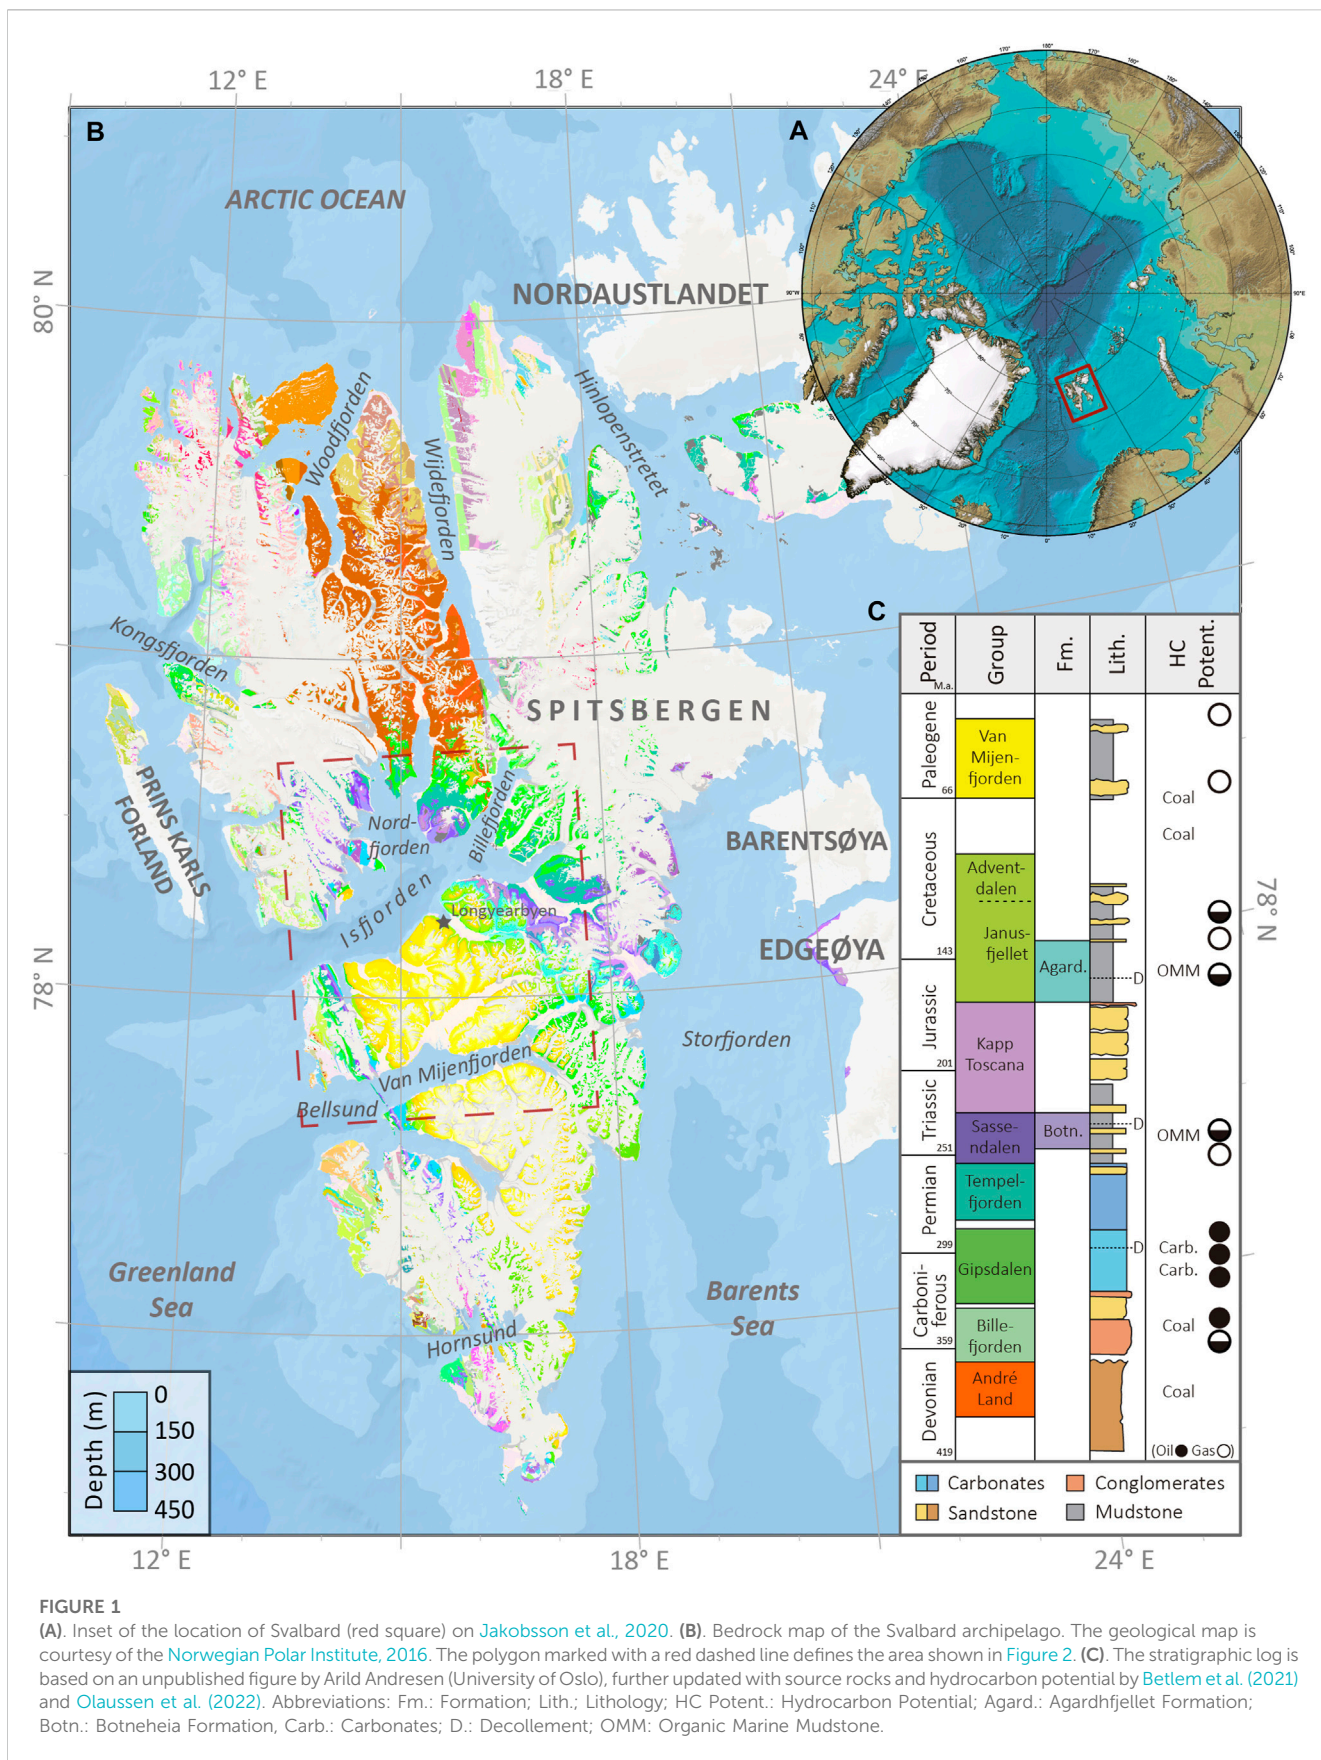 12° E
18° E
24° E
B
A
ARCTIC OCEAN
80° N
NORDAUSTLANDET
Woodfjorden
Wijdefjorden
Hinlopenstretet
Kongsfjorden
SPITSBERGEN
PRINS KARLS
FORLAND
Nord-
fjorden
Billefjorden
BARENTSØYA
Isfjorden
Longyearbyen
EDGEØYA
78° N
78° N
Storfjorden
Van Mijenfjorden
Bellsund
Greenland
Sea
Barents
Sea
Hornsund
Depth (m)
0
150
300
450
12° E
18° E
24° E
C
Period
M.a.
Group
Fm.
Lith.
HC
Potent.
Paleogene
66
Van
Mijen-
fjorden
Coal
Coal
Cretaceous
143
Advent-
dalen
Janus-
fjellet
Agard.
D
OMM
Jurassic
201
Kapp
Toscana
Triassic
251
Sasse-
ndalen
Botn.
D
OMM
Permian
299
Tempel-
fjorden
Gipsdalen
D
Carb.
Carb.
Carboni-
ferous
359
Bille-
fjorden
Coal
Devonian
419
André
Land
Coal
(Oil Gas )
Carbonates
Conglomerates
Sandstone
Mudstone
FIGURE 1
(A). Inset of the location of Svalbard (red square) on Jakobsson et al., 2020. (B). Bedrock map of the Svalbard archipelago. The geological map is
courtesy of the Norwegian Polar Institute, 2016. The polygon marked with a red dashed line defines the area shown in Figure 2. (C). The stratigraphic log is
based on an unpublished figure by Arild Andresen (University of Oslo), further updated with source rocks and hydrocarbon potential by Betlem et al. (2021)
and Olaussen et al. (2022). Abbreviations: Fm.: Formation; Lith.; Lithology; HC Potent.: Hydrocarbon Potential; Agard.: Agardhfjellet Formation;
Botn.: Botneheia Formation, Carb.: Carbonates; D.: Decollement; OMM: Organic Marine Mudstone.